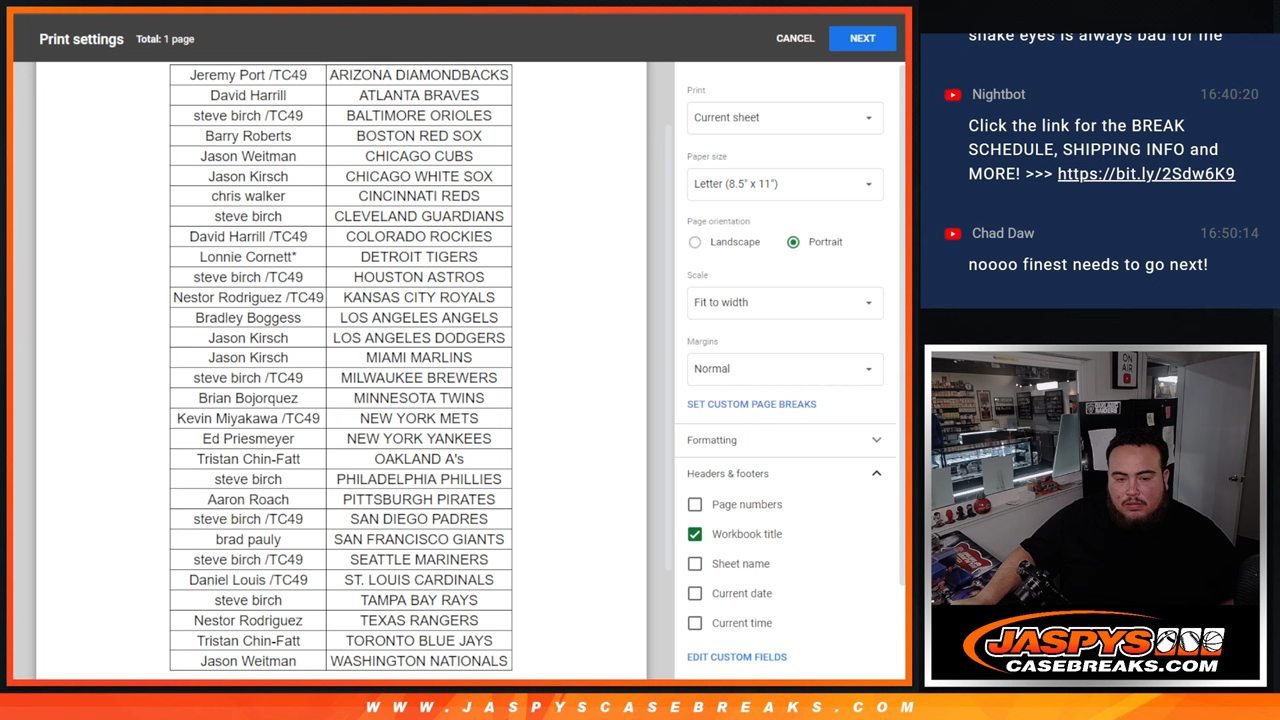 Print settings Total: 1 page CANCEL NEXT
Jeremy Port /TC49 ARIZONA DIAMONDBACKS
David Harrill ATLANTA BRAVES
steve birch /TC49 BALTIMORE ORIOLES
Barry Roberts BOSTON RED SOX
Jason Weitman CHICAGO CUBS
Jason Kirsch CHICAGO WHITE SOX
chris walker CINCINNATI REDS
steve birch CLEVELAND GUARDIANS
David Harrill /TC49 COLORADO ROCKIES
Lonnie Cornett* DETROIT TIGERS
steve birch /TC49 HOUSTON ASTROS
Nestor Rodriguez /TC49 KANSAS CITY ROYALS
Bradley Boggess LOS ANGELES ANGELS
Jason Kirsch LOS ANGELES DODGERS
Jason Kirsch MIAMI MARLINS
steve birch /TC49 MILWAUKEE BREWERS
Brian Bojorquez MINNESOTA TWINS
Kevin Miyakawa /TC49 NEW YORK METS
Ed Priesmeyer NEW YORK YANKEES
Tristan Chin-Fatt OAKLAND A's
steve birch PHILADELPHIA PHILLIES
Aaron Roach PITTSBURGH PIRATES
steve birch /TC49 SAN DIEGO PADRES
brad pauly SAN FRANCISCO GIANTS
steve birch /TC49 SEATTLE MARINERS
Daniel Louis /TC49 ST. LOUIS CARDINALS
steve birch TAMPA BAY RAYS
Nestor Rodriguez TEXAS RANGERS
Tristan Chin-Fatt TORONTO BLUE JAYS
Jason Weitman WASHINGTON NATIONALS
Print
Current sheet
Paper size
Letter (8.5" x 11")
Page orientation
Landscape Portrait
Scale
Fit to width
Margins
Normal
SET CUSTOM PAGE BREAKS
Formatting
Headers & footers
Page numbers
Workbook title
Sheet name
Current date
Current time
EDIT CUSTOM FIELDS
snake eyes is always bad for me
Nightbot 16:40:20
Click the link for the BREAK
SCHEDULE, SHIPPING INFO and
MORE! >>> https://bit.ly/2Sdw6K9
Chad Daw 16:50:14
noooo finest needs to go next!
ON
AIR
JASPYS
CASEBREAKS.COM
WWW.JASPYSCASEBREAKS.COM